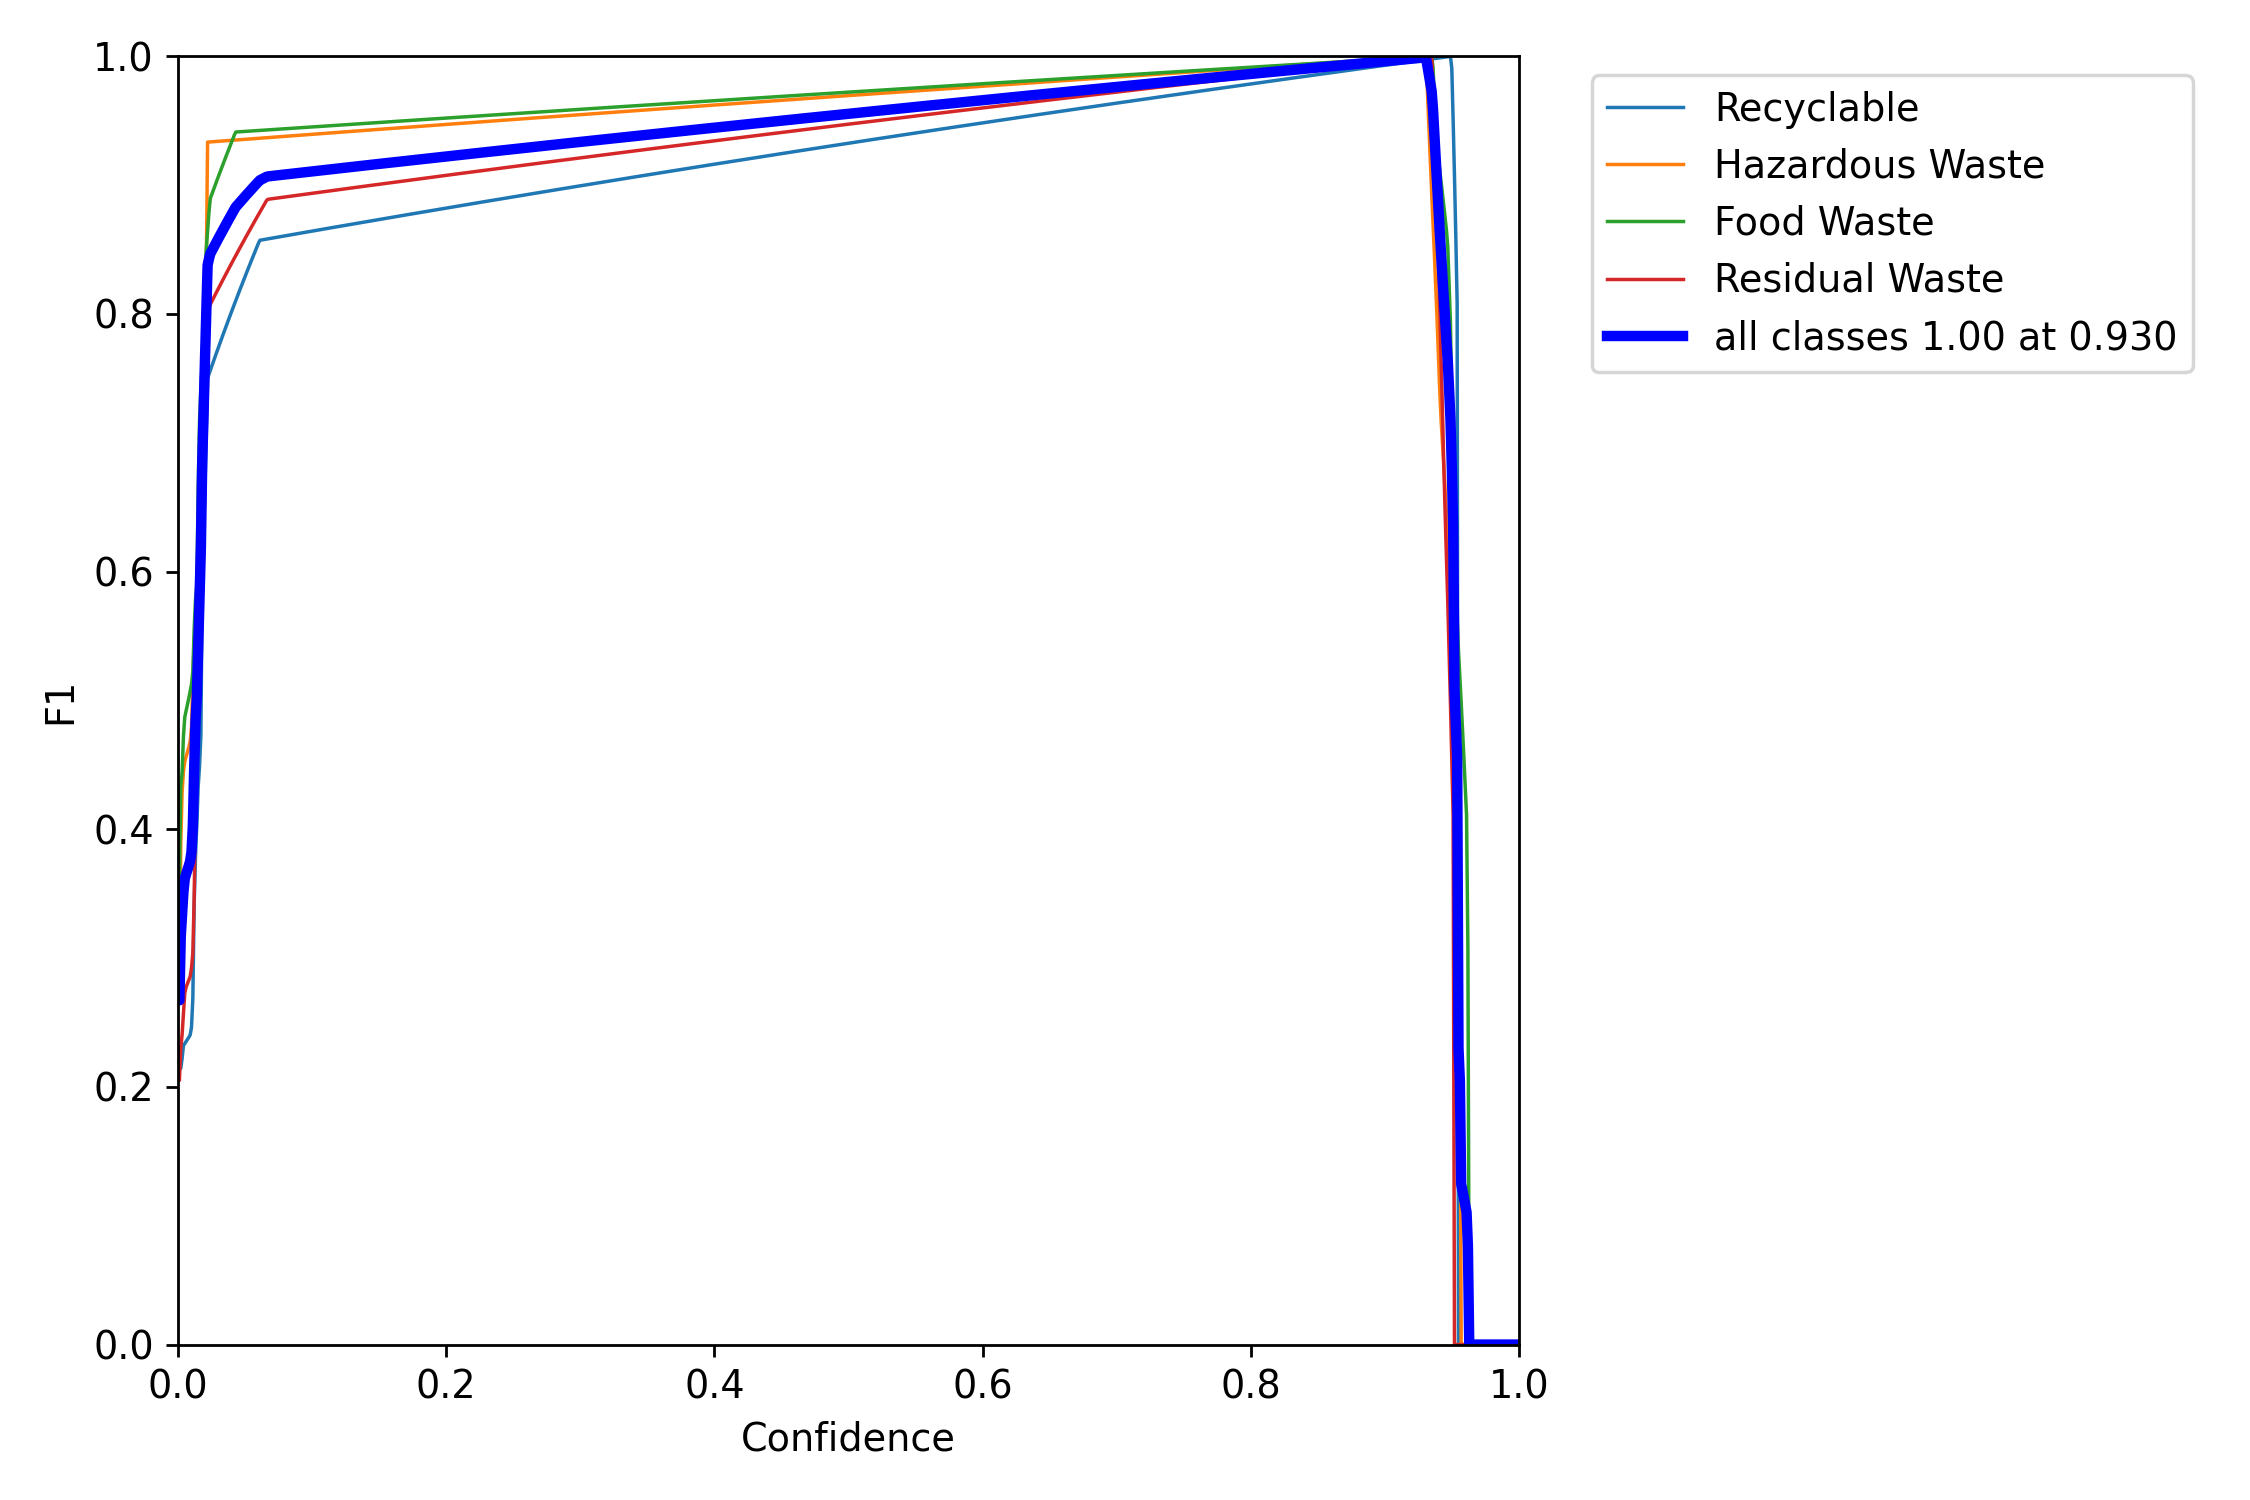 1.0
0.8
0.6
0.4
0.2
0.0
F1
0.0 0.2 0.4 0.6 0.8 1.0
Confidence
Recyclable
Hazardous Waste
Food Waste
Residual Waste
all classes 1.00 at 0.930